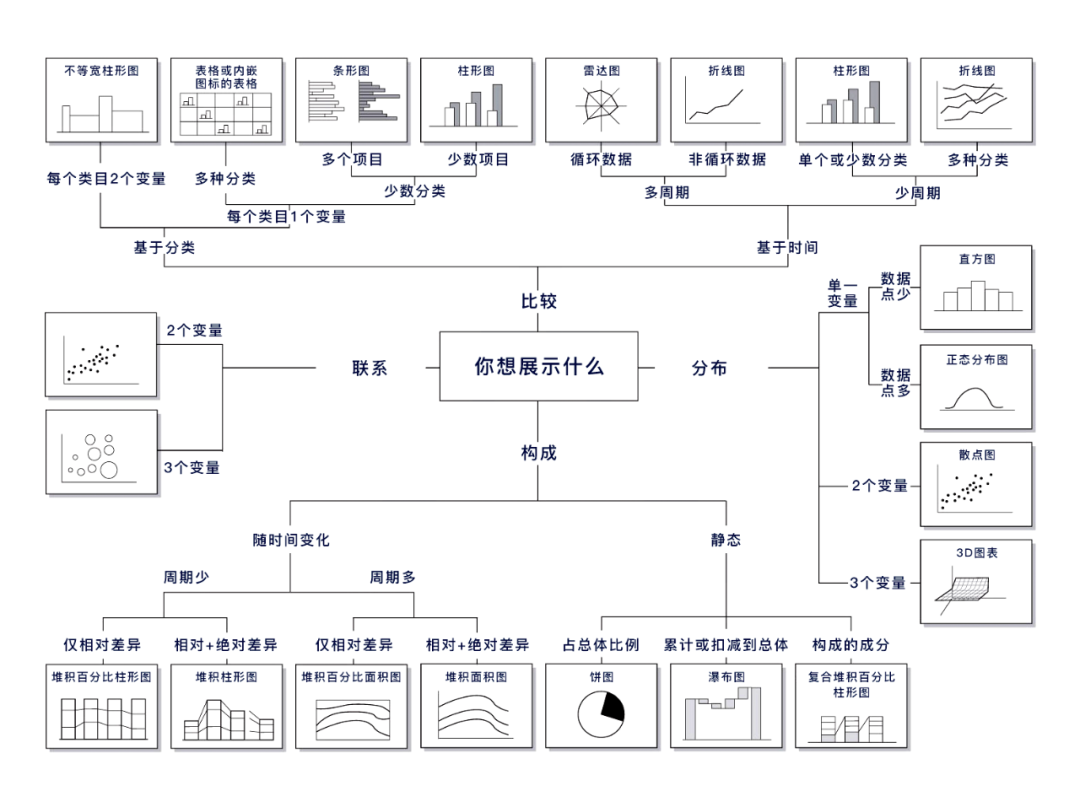 不等宽柱形图
表格或内嵌
图标的表格
条形图
柱形图
雷达图
折线图
柱形图
折线图
多个项目
少数项目
循环数据
非循环数据
单个或少数分类
多种分类
每个类目2个变量
多种分类
少数分类
多周期
少周期
每个类目1个变量
基于分类
基于时间
比较
单一
变量
数据
点少
直方图
2个变量
联系
你想展示什么
分布
数据
点多
正态分布图
构成
3个变量
2个变量
散点图
随时间变化
静态
3D图表
周期少
周期多
3个变量
仅相对差异
相对+绝对差异
仅相对差异
相对+绝对差异
占总体比例
累计或扣减到总体
构成的成分
堆积百分比柱形图
堆积柱形图
堆积百分比面积图
堆积面积图
饼图
瀑布图
复合堆积百分比
柱形图